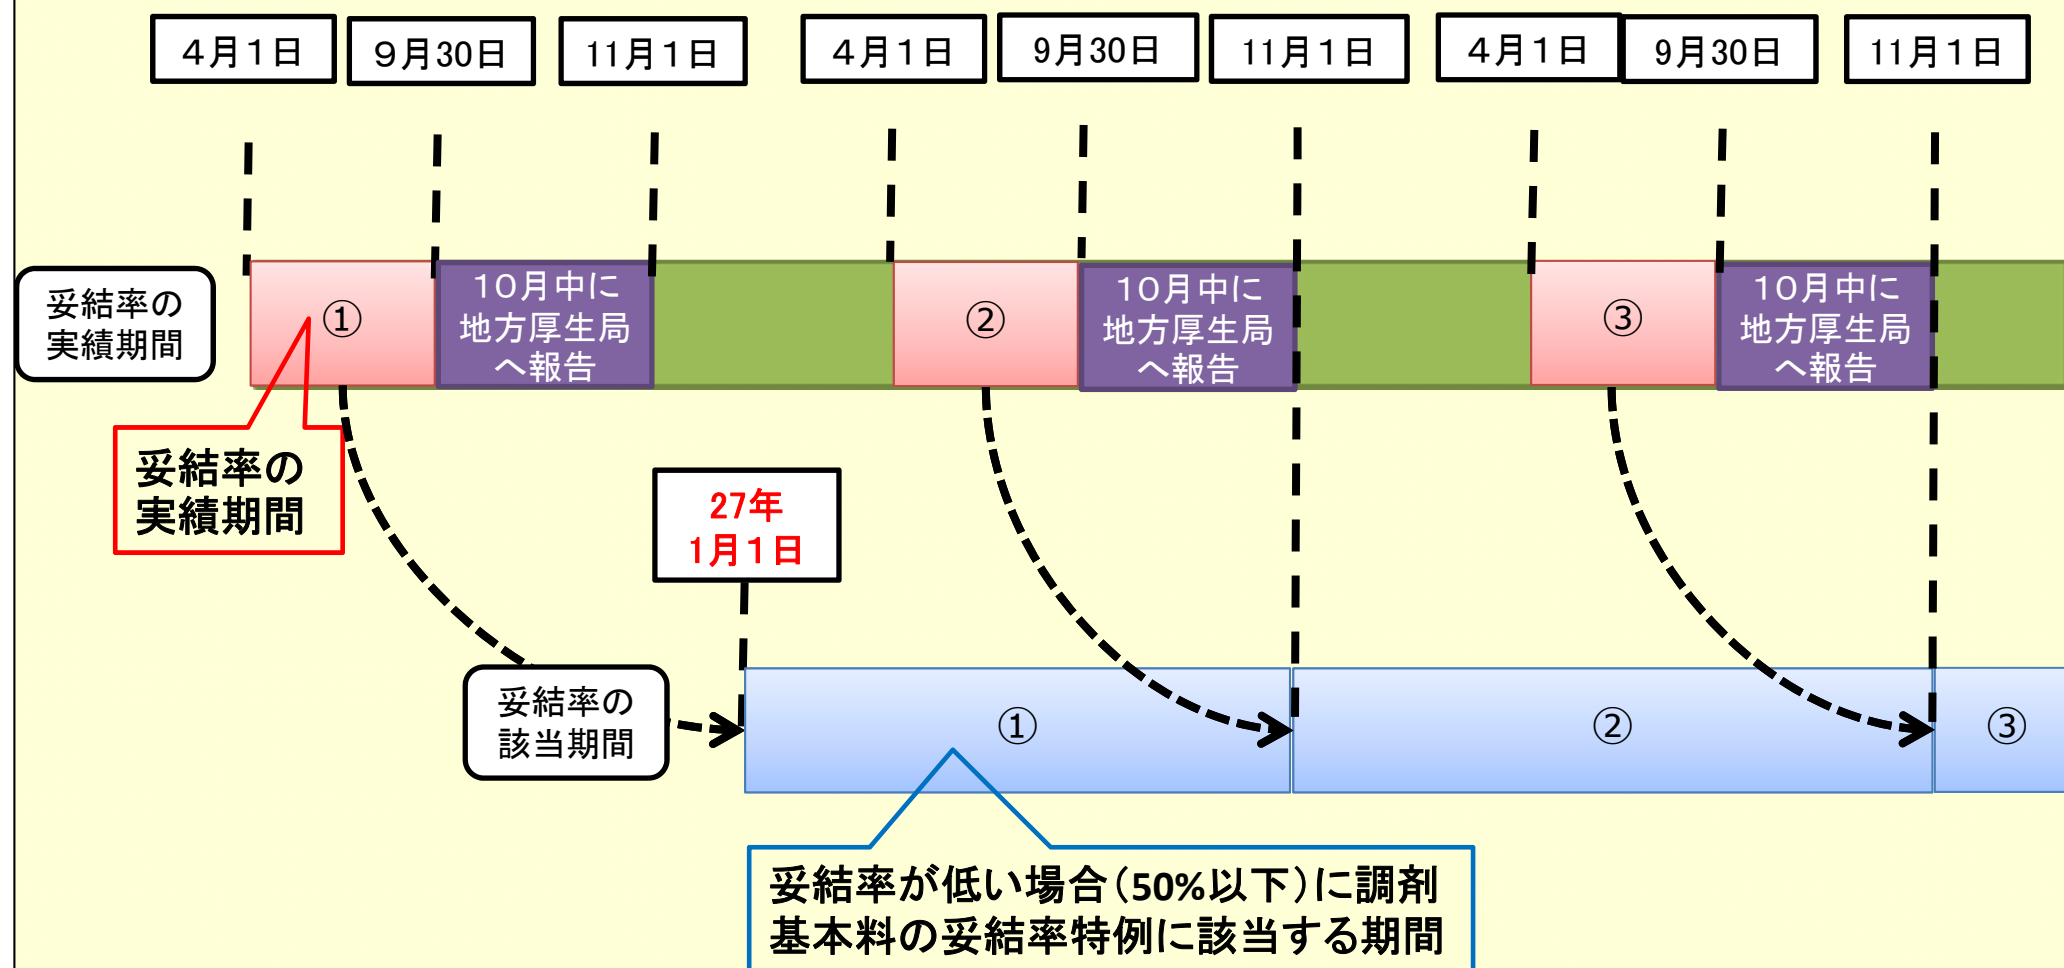 ４月１日
９月30日
11月１日
４月１日
9月30日
11月１日
４月１日
9月30日
11月１日
妥結率の
実績期間
①
１０月中に
地方厚生局
へ報告
②
１０月中に
地方厚生局
へ報告
③
１０月中に
地方厚生局
へ報告
妥結率の
実績期間
27年
1月１日
妥結率の
該当期間
①
②
③
妥結率が低い場合（50%以下）に調剤
基本料の妥結率特例に該当する期間